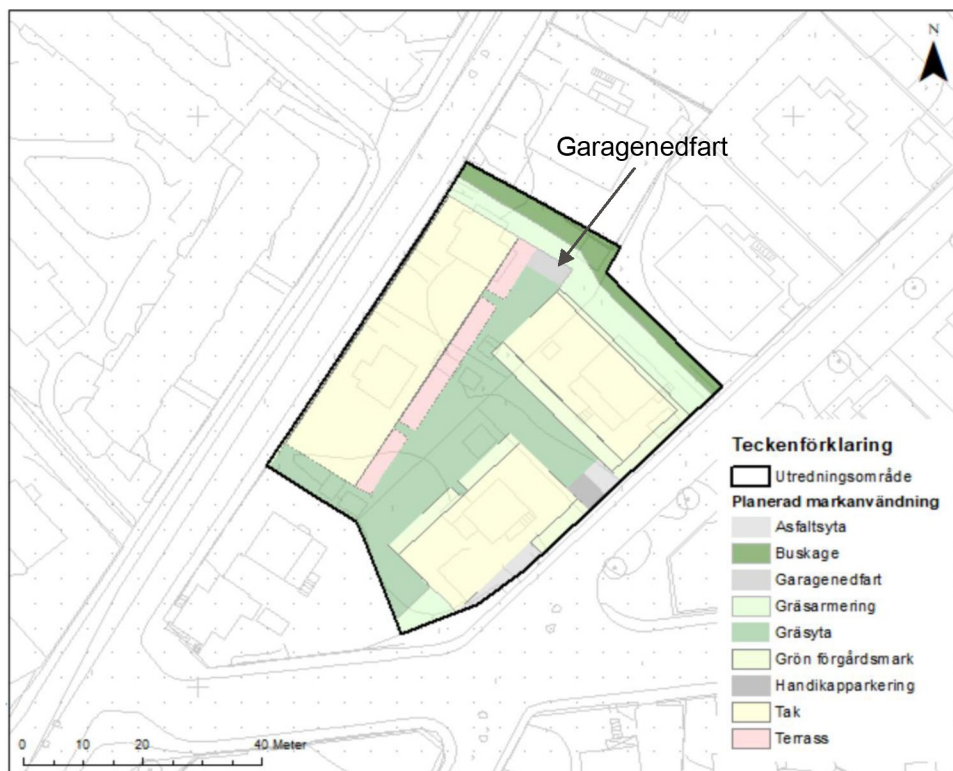 N
Garagenedfart
Teckenförklaring
Utredningsområde
Planerad markanvändning
Asfaltsyta
Buskage
Garagenedfart
Gräsarmering
Gräsyta
Grön förgårdsmark
Handikapparkering
Tak
Terrass
0 10 20 40 Meter